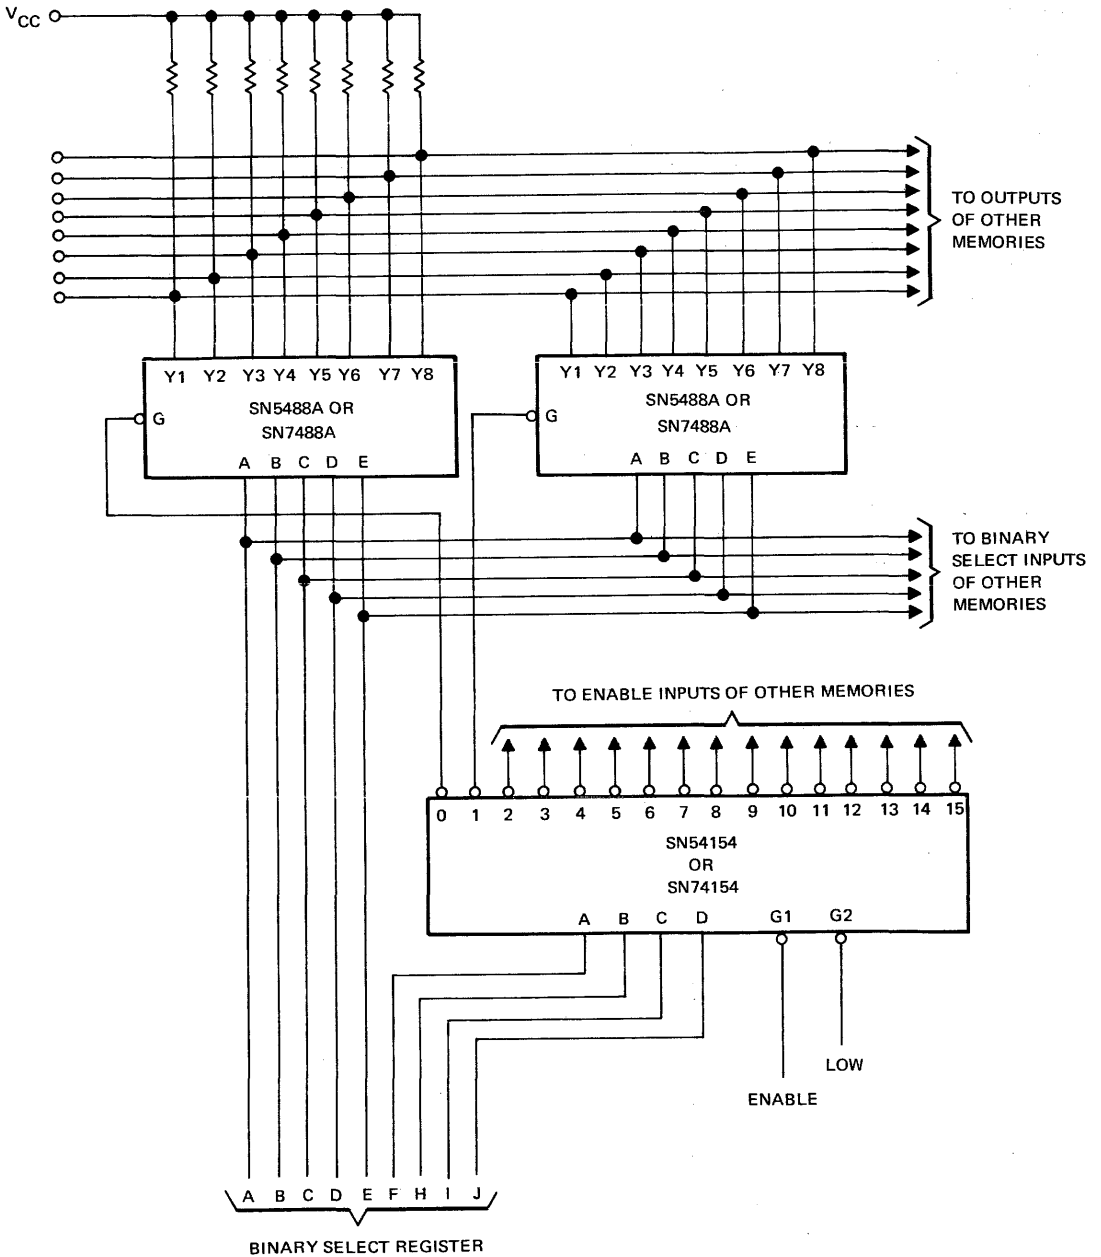 VCC
TO OUTPUTS
OF OTHER
MEMORIES
Y1 Y2 Y3 Y4 Y5 Y6 Y7 Y8
G
SN5488A OR
SN7488A
A B C D E
Y1 Y2 Y3 Y4 Y5 Y6 Y7 Y8
G
SN5488A OR
SN7488A
A B C D E
TO BINARY
SELECT INPUTS
OF OTHER
MEMORIES
TO ENABLE INPUTS OF OTHER MEMORIES
0 1 2 3 4 5 6 7 8 9 10 11 12 13 14 15
SN54154
OR
SN74154
A B C D G1 G2
LOW
ENABLE
A B C D E F H I J
BINARY SELECT REGISTER